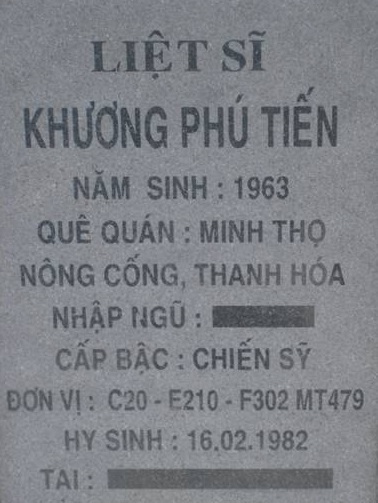 LIỆT SĨ
KHƯƠNG PHÚ TIẾN
NĂM SINH : 1963
QUÊ QUÁN : MINH THỌ
NÔNG CỐNG, THANH HÓA
NHẬP NGŨ :
CẤP BẬC : CHIẾN SỸ
ĐƠN VỊ : C20 - E210 - F302 MT479
HY SINH : 16.02.1982
TẠI :